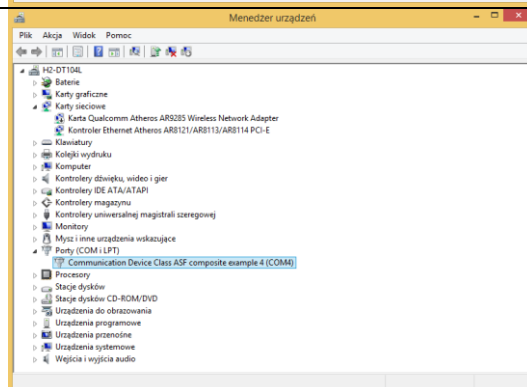 Menedżer urządzeń
Plik Akcja Widok Pomoc
H2-DT104L
Baterie
Karty graficzne
Karty sieciowe
Karta Qualcomm Atheros AR9285 Wireless Network Adapter
Kontroler Ethernet Atheros AR8121/AR8113/AR8114 PCI-E
Klawiatury
Kolejki wydruku
Komputer
Kontrolery dźwięku, wideo i gier
Kontrolery IDE ATA/ATAPI
Kontrolery magazynu
Kontrolery uniwersalnej magistrali szeregowej
Monitory
Mysz i inne urządzenia wskazujące
Porty (COM i LPT)
Communication Device Class ASF composite example 4 (COM4)
Procesory
Stacje dysków
Stacje dysków CD-ROM/DVD
Urządzenia do obrazowania
Urządzenia programowe
Urządzenia przenośne
Urządzenia systemowe
Wejścia i wyjścia audio